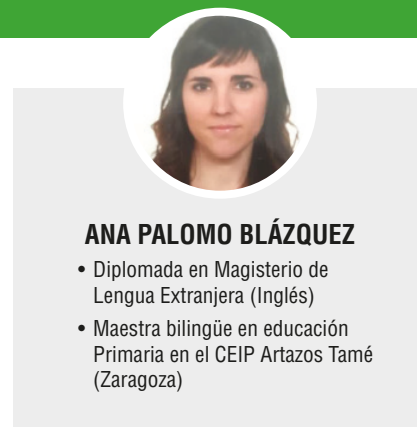 ANA PALOMO BLÁZQUEZ
• Diplomada en Magisterio de
Lengua Extranjera (Inglés)
• Maestra bilingüe en educación
Primaria en el CEIP Artazos Tamé
(Zaragoza)